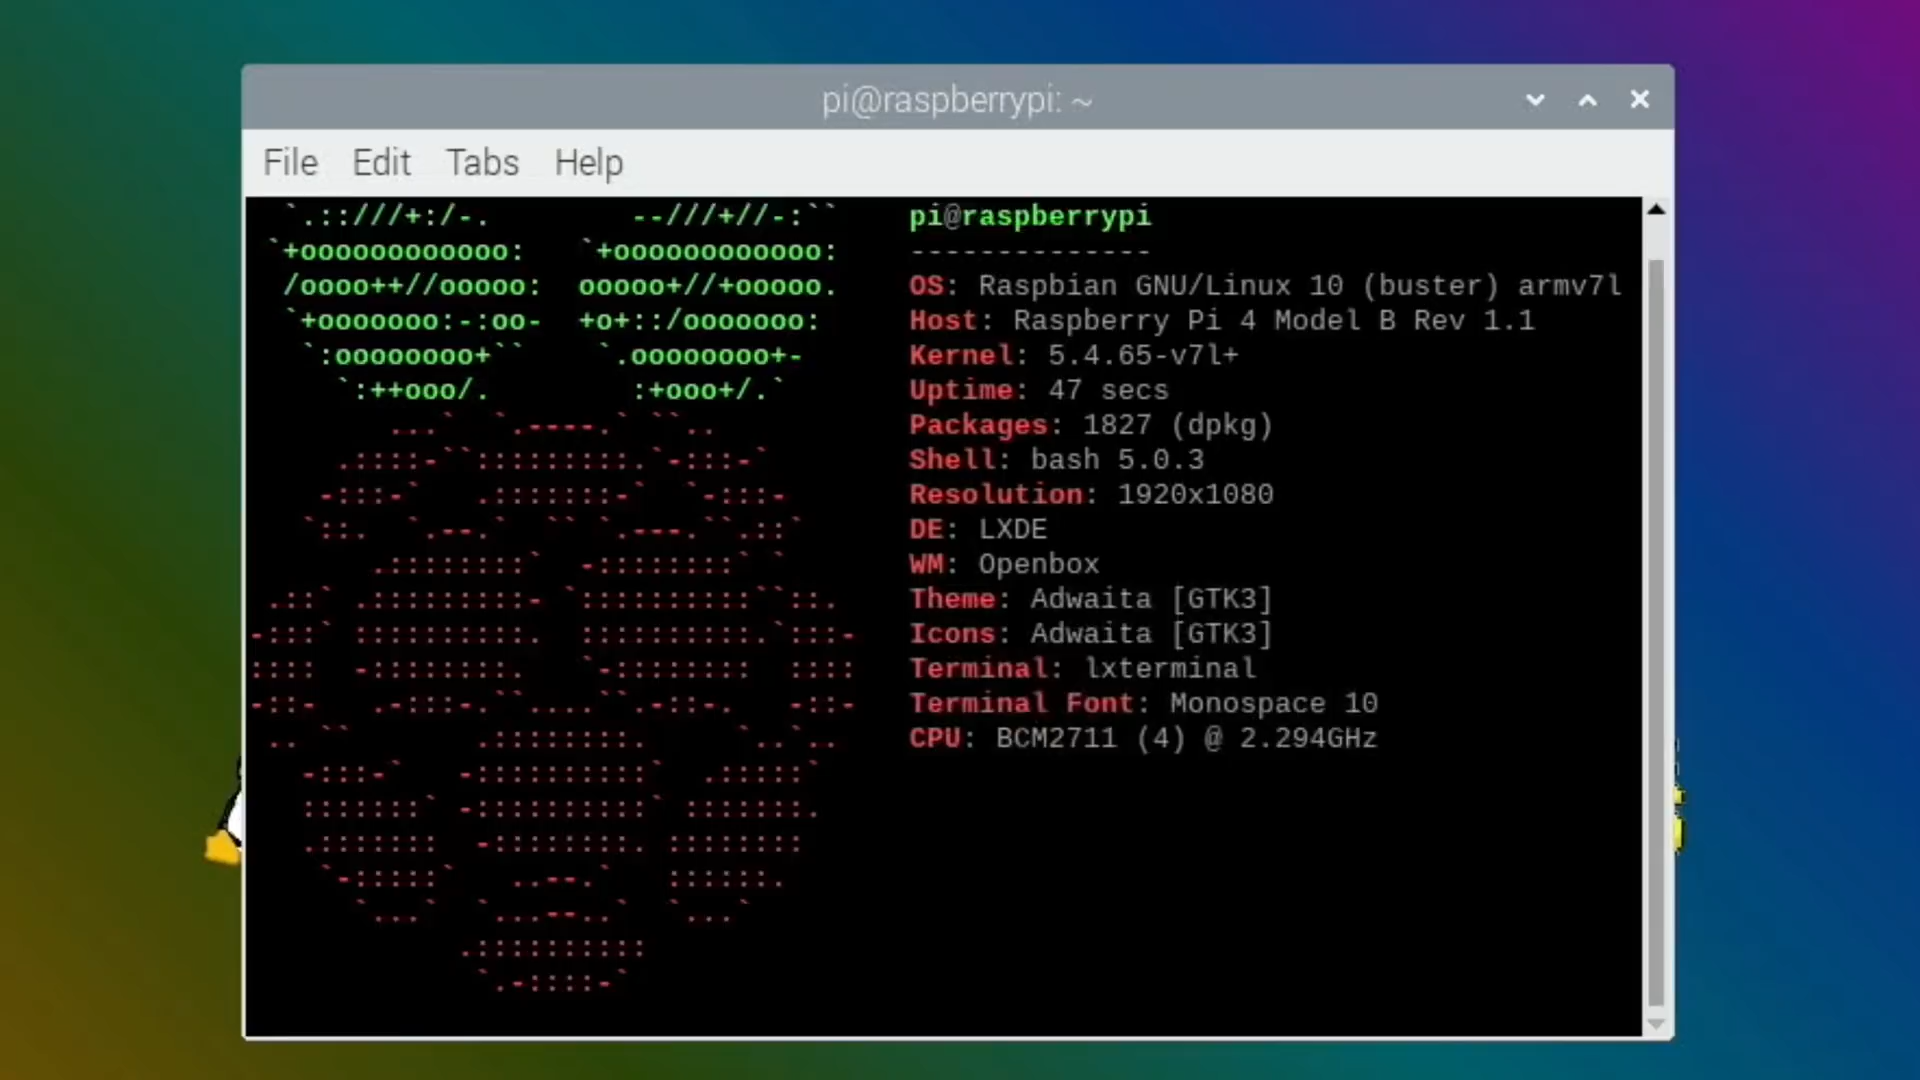 pi@raspberrypi: ~
File Edit Tabs Help
pi@raspberrypi
--------------
OS: Raspbian GNU/Linux 10 (buster) armv7l
Host: Raspberry Pi 4 Model B Rev 1.1
Kernel: 5.4.65-v7l+
Uptime: 47 secs
Packages: 1827 (dpkg)
Shell: bash 5.0.3
Resolution: 1920x1080
DE: LXDE
WM: Openbox
Theme: Adwaita [GTK3]
Icons: Adwaita [GTK3]
Terminal: lxterminal
Terminal Font: Monospace 10
CPU: BCM2711 (4) @ 2.294GHz